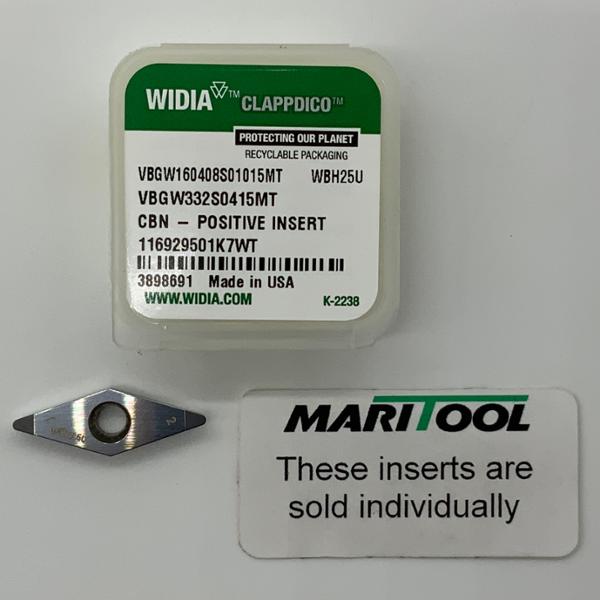 WIDIA™ CLAPPDICO™
PROTECTING OUR PLANET
RECYCLABLE PACKAGING
VBGW160408S01015MT WBH25U
VBGW332S0415MT
CBN – POSITIVE INSERT
116929501K7WT
3898691 Made in USA
WWW.WIDIA.COM K-2238
2
MARITOOL
These inserts are
sold individually